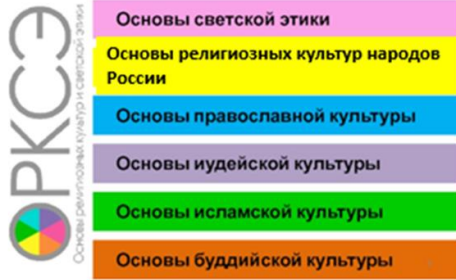 ОРКСЭ
Основы религиозных культур и светской этики
Основы светской этики
Основы религиозных культур народов
России
Основы православной культуры
Основы иудейской культуры
Основы исламской культуры
Основы буддийской культуры